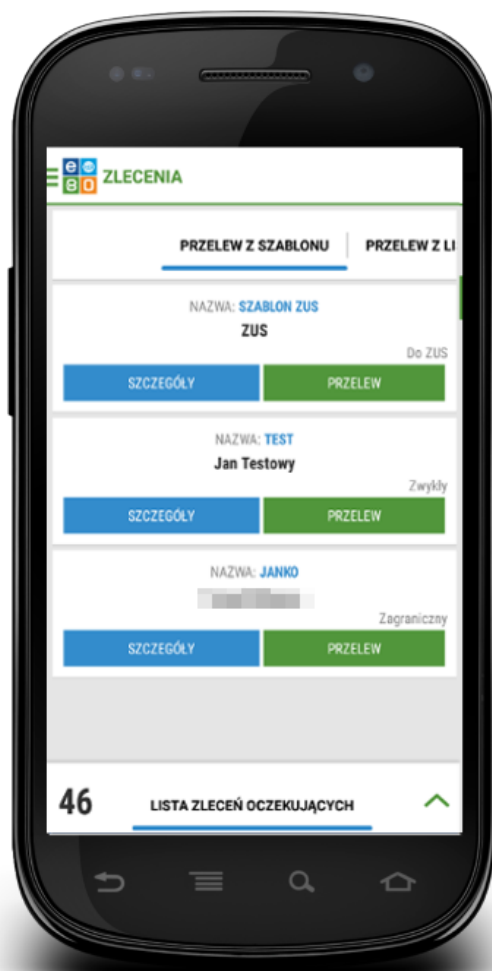 ZLECENIA
PRZELEW Z SZABLONU
PRZELEW Z LI
NAZWA: SZABLON ZUS
ZUS
Do ZUS
SZCZEGÓŁY PRZELEW
NAZWA: TEST
Jan Testowy
Zwykły
SZCZEGÓŁY PRZELEW
NAZWA: JANKO
Zagraniczny
SZCZEGÓŁY PRZELEW
46 LISTA ZLECEŃ OCZEKUJĄCYCH